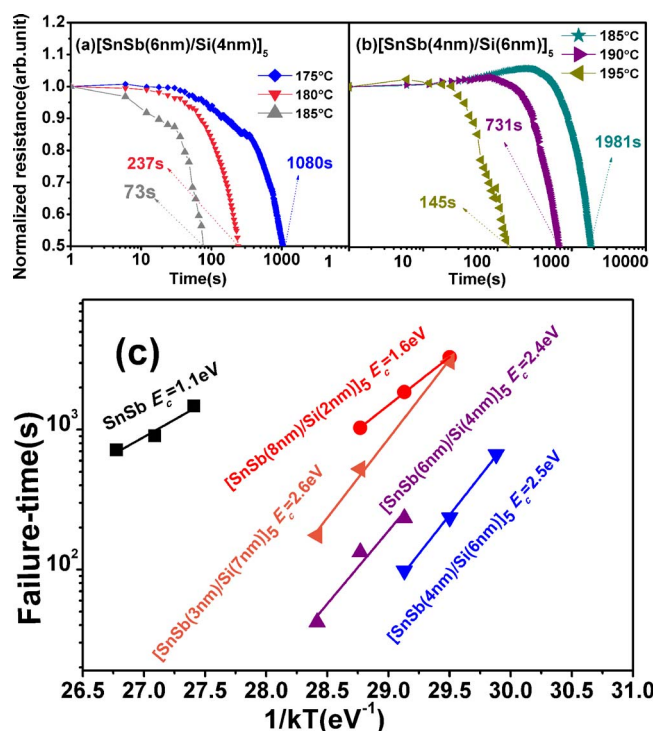 (a)[SnSb(6nm)/Si(4nm)]5
175°C
180°C
185°C
237s
73s
1080s
Normalized resistance(arb.unit)
1.2
1.1
1.0
0.9
0.8
0.7
0.6
0.5
1 10 100 1000 1
Time(s)
(b)[SnSb(4nm)/Si(6nm)]5
185°C
190°C
195°C
731s
1981s
145s
10 100 1000 10000
Time(s)
(c)
SnSb Ec=1.1eV
[SnSb(8nm)/Si(2nm)]5 Ec=1.6eV
[SnSb(3nm)/Si(7nm)]5 Ec=2.6eV
[SnSb(6nm)/Si(4nm)]5 Ec=2.4eV
[SnSb(4nm)/Si(6nm)]5 Ec=2.5eV
Failure-time(s)
10^3
10^2
26.5 27.0 27.5 28.0 28.5 29.0 29.5 30.0 30.5 31.0
1/kT(eV^-1)